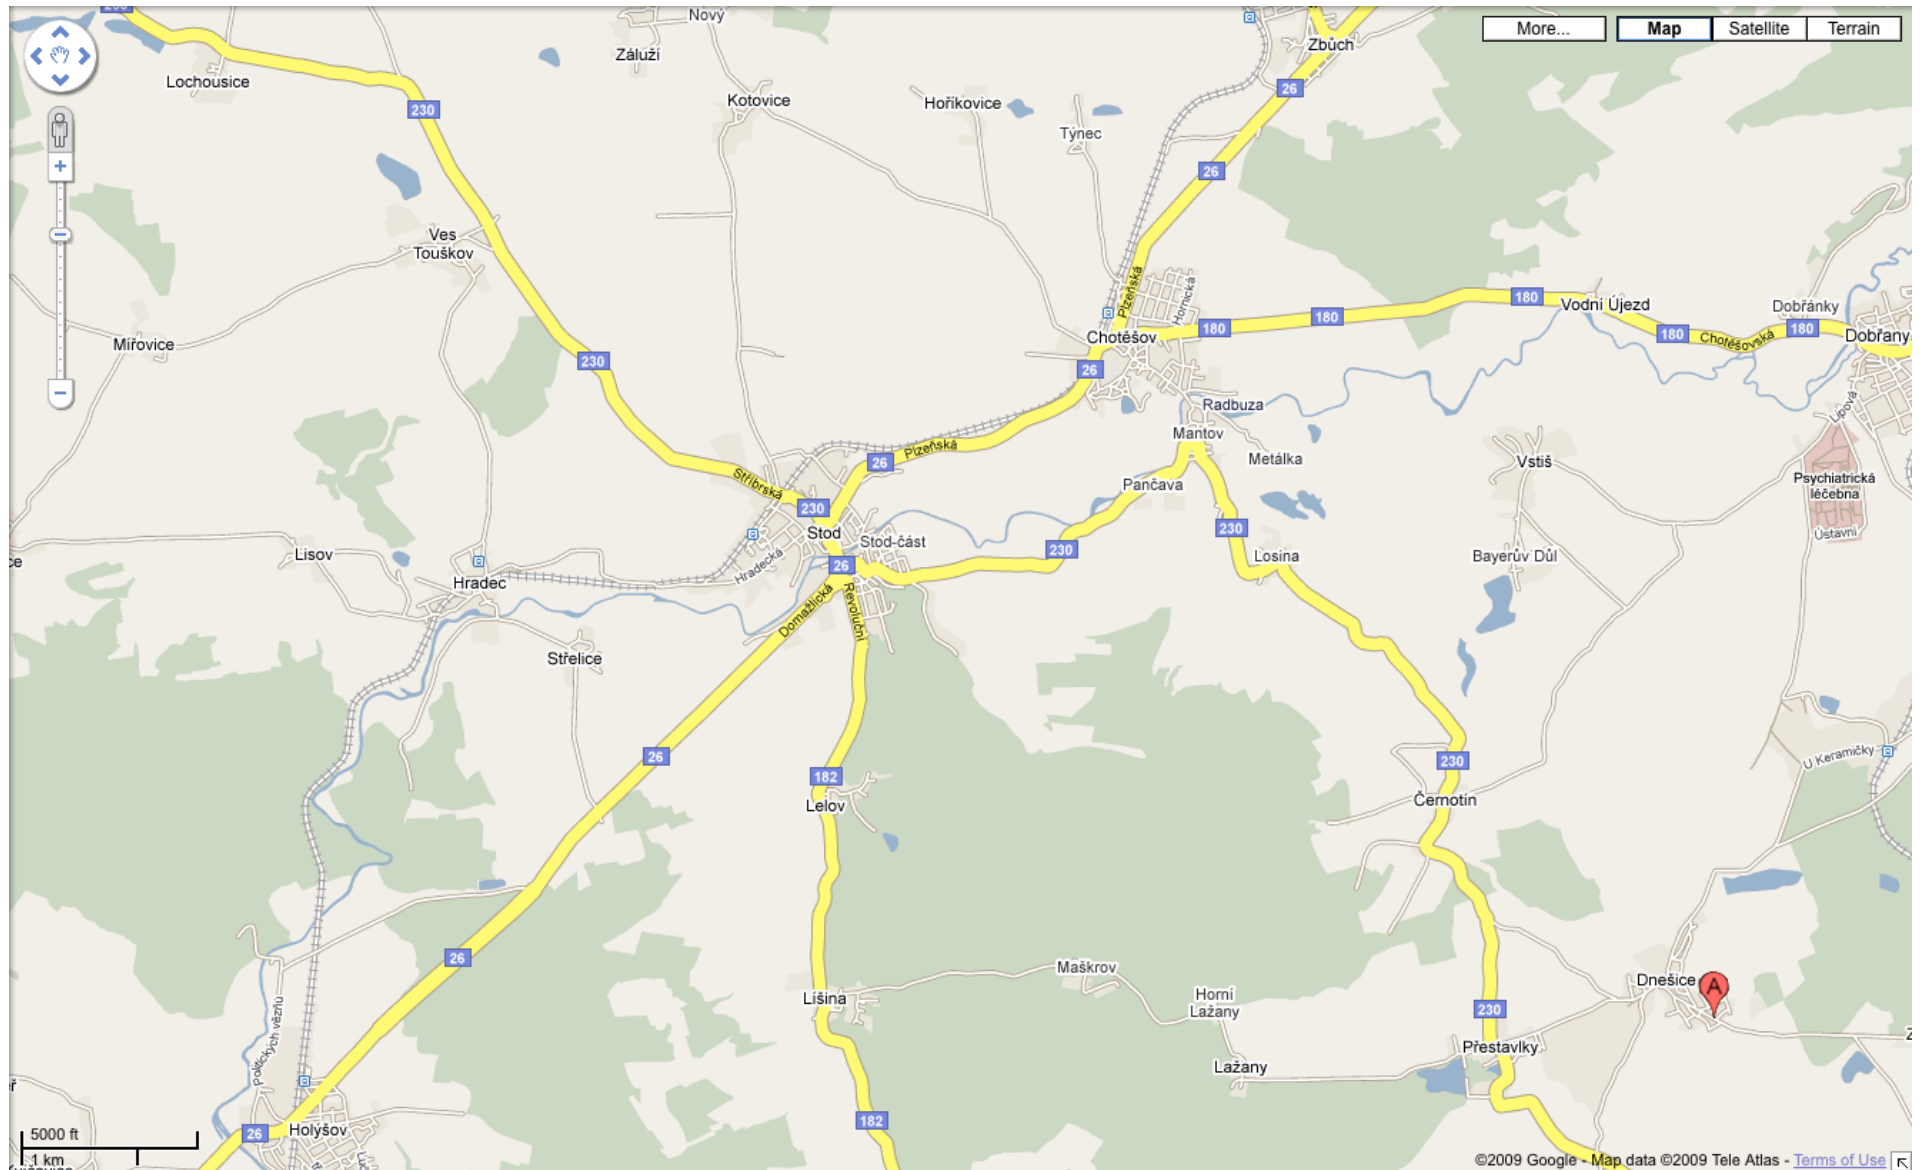 Nový
Záluží
Zbůch
More...
Map
Satellite
Terrain
Lochousice
230
Kotovice
Hoříkovice
Týnec
26
26
Ves
Touškov
Plzeňská
Hornická
180
Vodní Újezd
Dobřánky
Mířovice
230
Chotěšov
180
180
180
Chotěšovská
180
Dobřany
26
Radbuza
Lipová
Mantov
Plzeňská
26
Metálka
Vstiš
Stříbrská
Pančava
Psychiatrická
léčebna
230
Stod
Stod-část
230
230
Ústavní
Lisov
Hradecká
Losina
Bayerův Důl
ce
Hradec
26
Domažlická
Revoluční
Střelice
26
182
230
U Keramičky
Lelov
Černotín
26
Maškrov
Dnešice
A
Líšina
Horní
Lažany
230
Politických vězňů
Přestavlky
Lažany
182
5000 ft
1 km
26
Holýšov
©2009 Google - Map data ©2009 Tele Atlas - Terms of Use